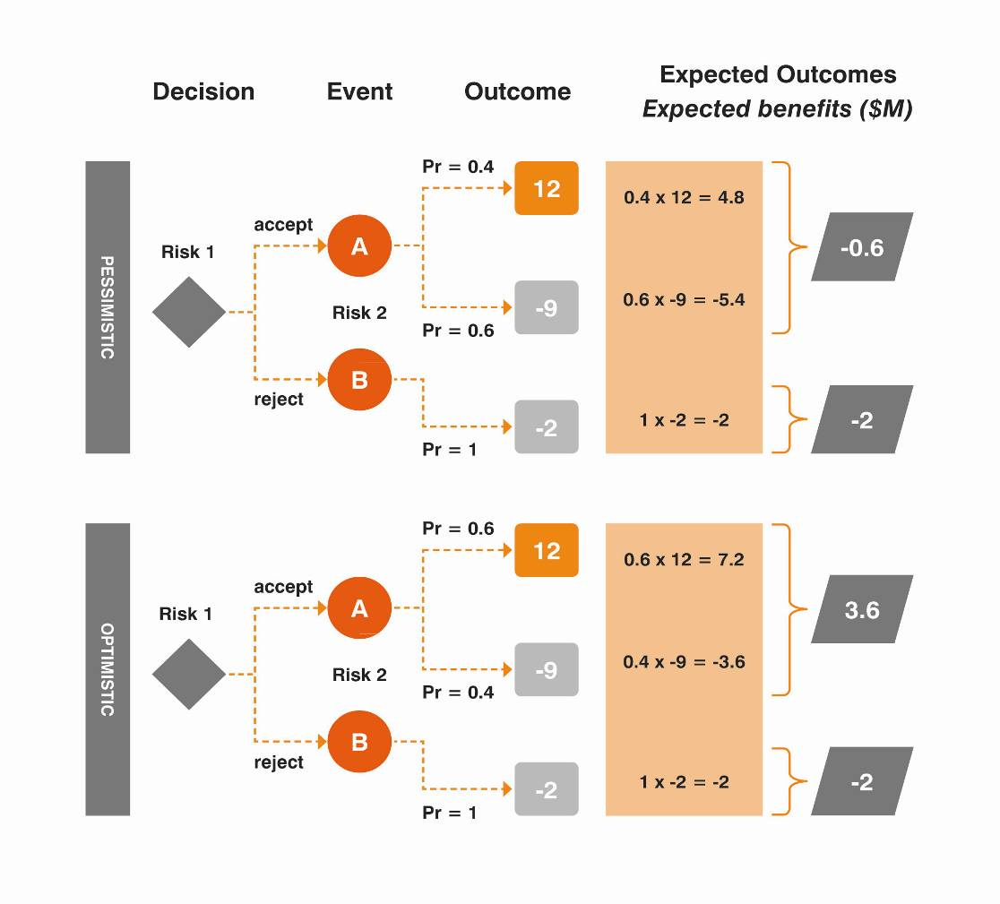 Decision
Event
Outcome
Expected Outcomes
Expected benefits ($M)
PESSIMISTIC
Risk 1
accept
reject
A
Risk 2
B
Pr = 0.4
12
-9
Pr = 0.6
-2
Pr = 1
0.4 x 12 = 4.8
0.6 x -9 = -5.4
1 x -2 = -2
-0.6
-2
OPTIMISTIC
Risk 1
accept
reject
A
Risk 2
B
Pr = 0.6
12
-9
Pr = 0.4
-2
Pr = 1
0.6 x 12 = 7.2
0.4 x -9 = -3.6
1 x -2 = -2
3.6
-2